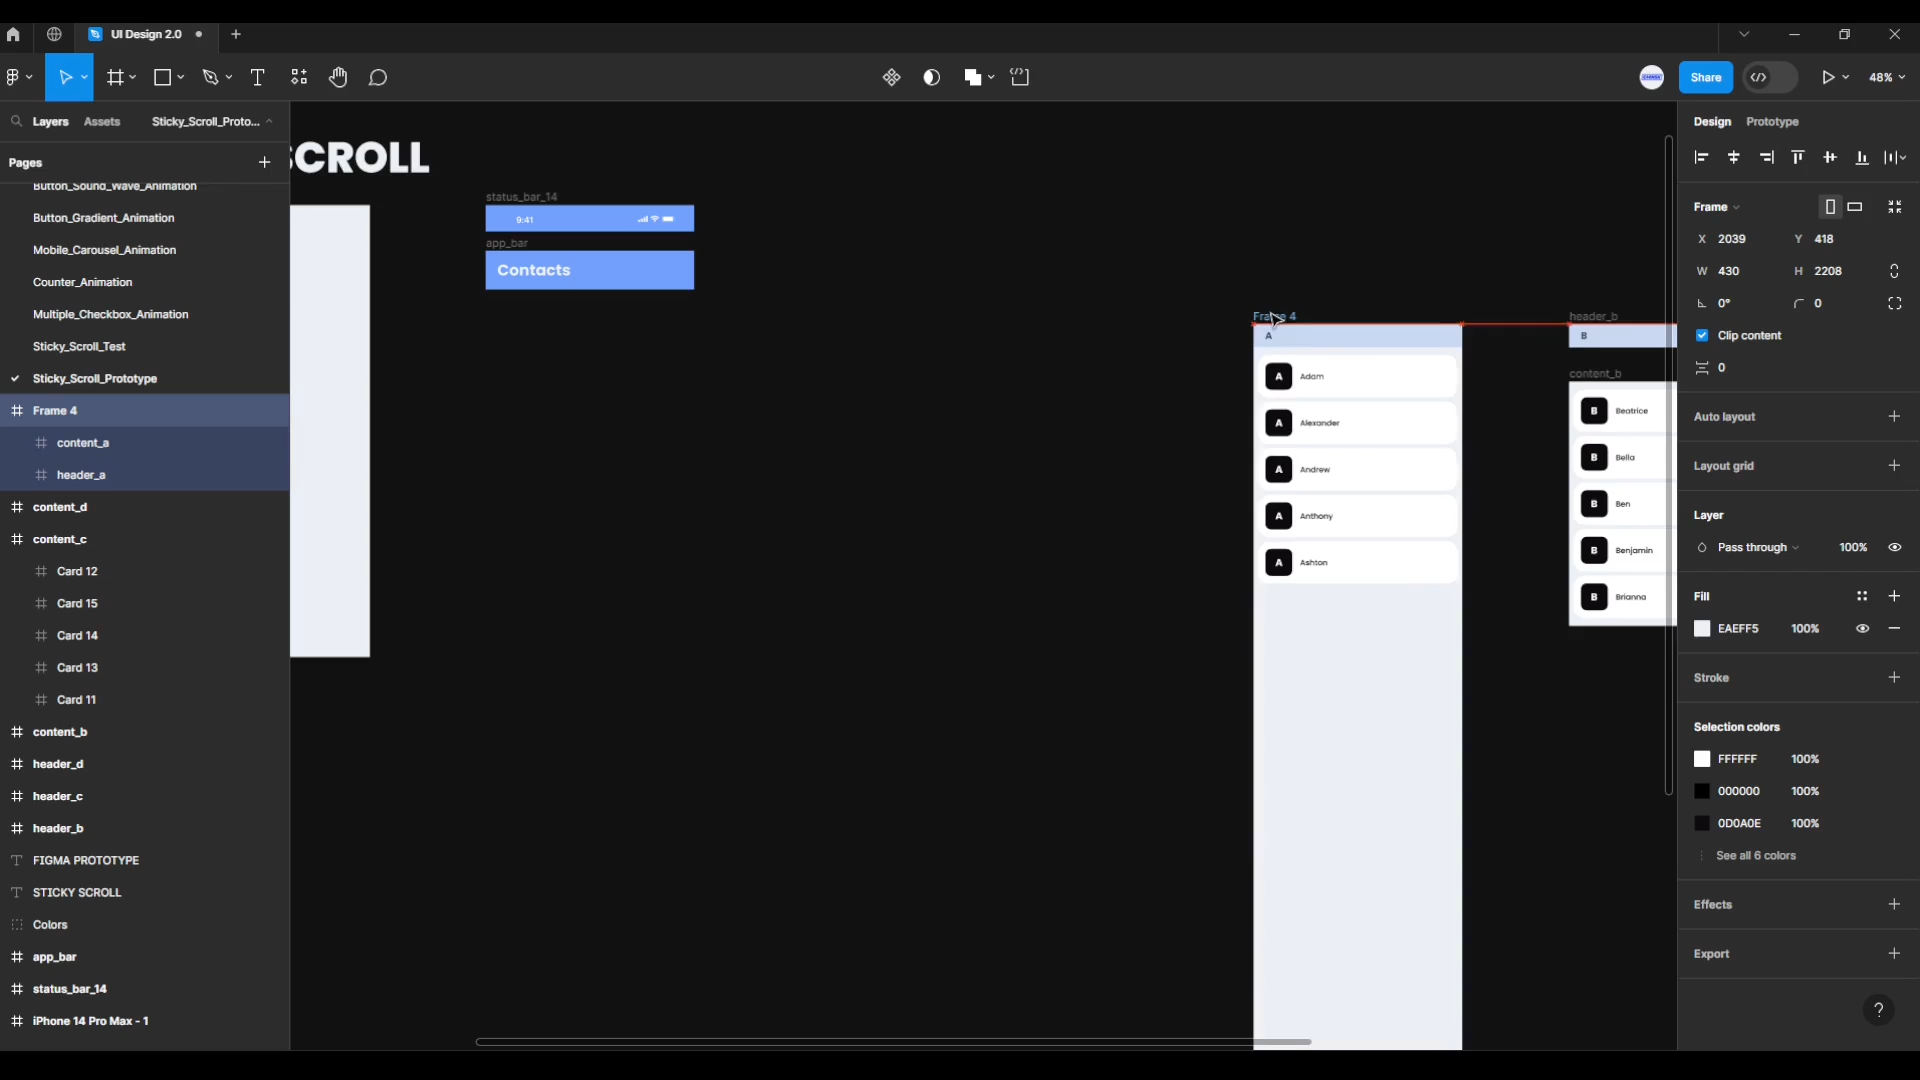 UI Design 2.0
Share
48%
Layers
Assets
Sticky_Scroll_Proto...
Pages
Button_Sound_Wave_Animation
Button_Gradient_Animation
Mobile_Carousel_Animation
Counter_Animation
Multiple_Checkbox_Animation
Sticky_Scroll_Test
Sticky_Scroll_Prototype
Frame 4
content_a
header_a
content_d
content_c
Card 12
Card 15
Card 14
Card 13
Card 11
content_b
header_d
header_c
header_b
FIGMA PROTOTYPE
STICKY SCROLL
Colors
app_bar
status_bar_14
iPhone 14 Pro Max - 1
SCROLL
status_bar_14
9:41
app_bar
Contacts
Frame 4
A
A Adam
A Alexander
A Andrew
A Anthony
A Ashton
header_b
B
content_b
B Beatrice
B Bella
B Ben
B Benjamin
B Brianna
Design
Prototype
Frame
X 2039 Y 418
W 430 H 2208
0° 0
Clip content
0
Auto layout
Layout grid
Layer
Pass through 100%
Fill
EAEFF5 100%
Stroke
Selection colors
FFFFFF 100%
000000 100%
0D0A0E 100%
See all 6 colors
Effects
Export
?